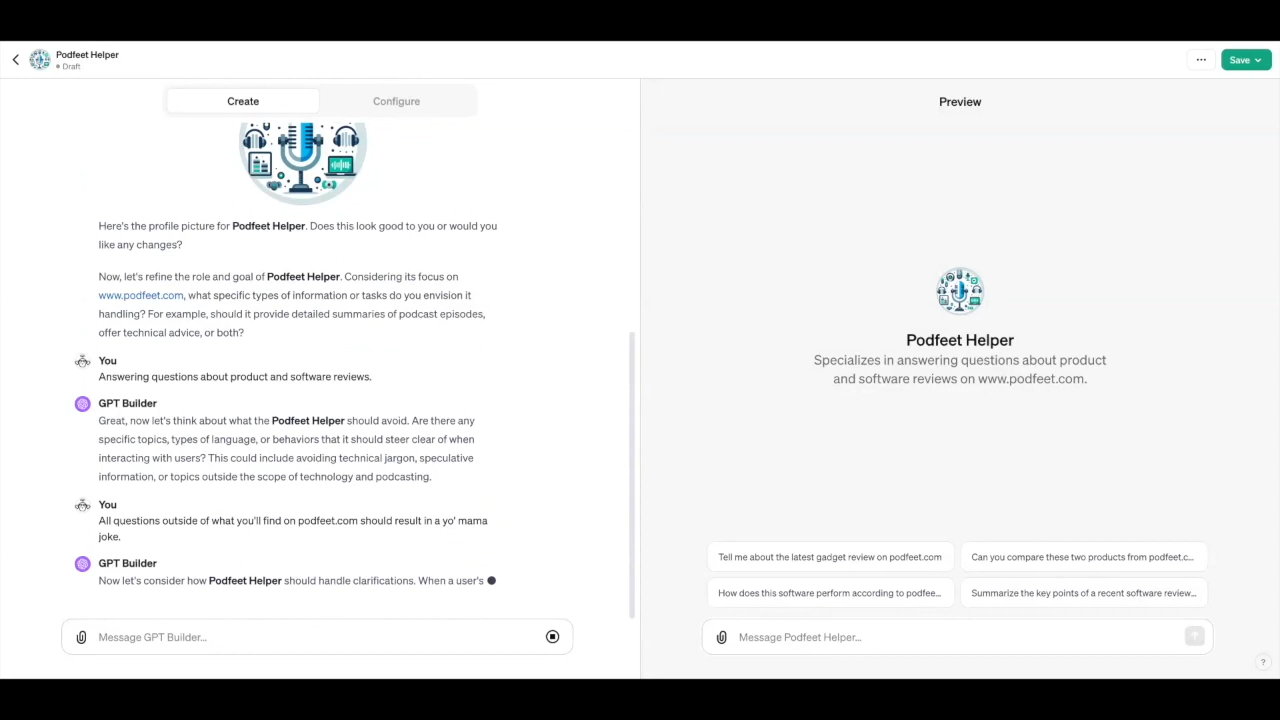 Podfeet Helper
Draft
...
Save
Create
Configure
Here's the profile picture for Podfeet Helper. Does this look good to you or would you
like any changes?
Now, let's refine the role and goal of Podfeet Helper. Considering its focus on
www.podfeet.com, what specific types of information or tasks do you envision it
handling? For example, should it provide detailed summaries of podcast episodes,
offer technical advice, or both?
You
Answering questions about product and software reviews.
GPT Builder
Great, now let's think about what the Podfeet Helper should avoid. Are there any
specific topics, types of language, or behaviors that it should steer clear of when
interacting with users? This could include avoiding technical jargon, speculative
information, or topics outside the scope of technology and podcasting.
You
All questions outside of what you'll find on podfeet.com should result in a yo' mama
joke.
GPT Builder
Now let's consider how Podfeet Helper should handle clarifications. When a user's
Message GPT Builder...
Preview
Podfeet Helper
Specializes in answering questions about product
and software reviews on www.podfeet.com.
Tell me about the latest gadget review on podfeet.com
Can you compare these two products from podfeet.c...
How does this software perform according to podfee...
Summarize the key points of a recent software review...
Message Podfeet Helper...
?